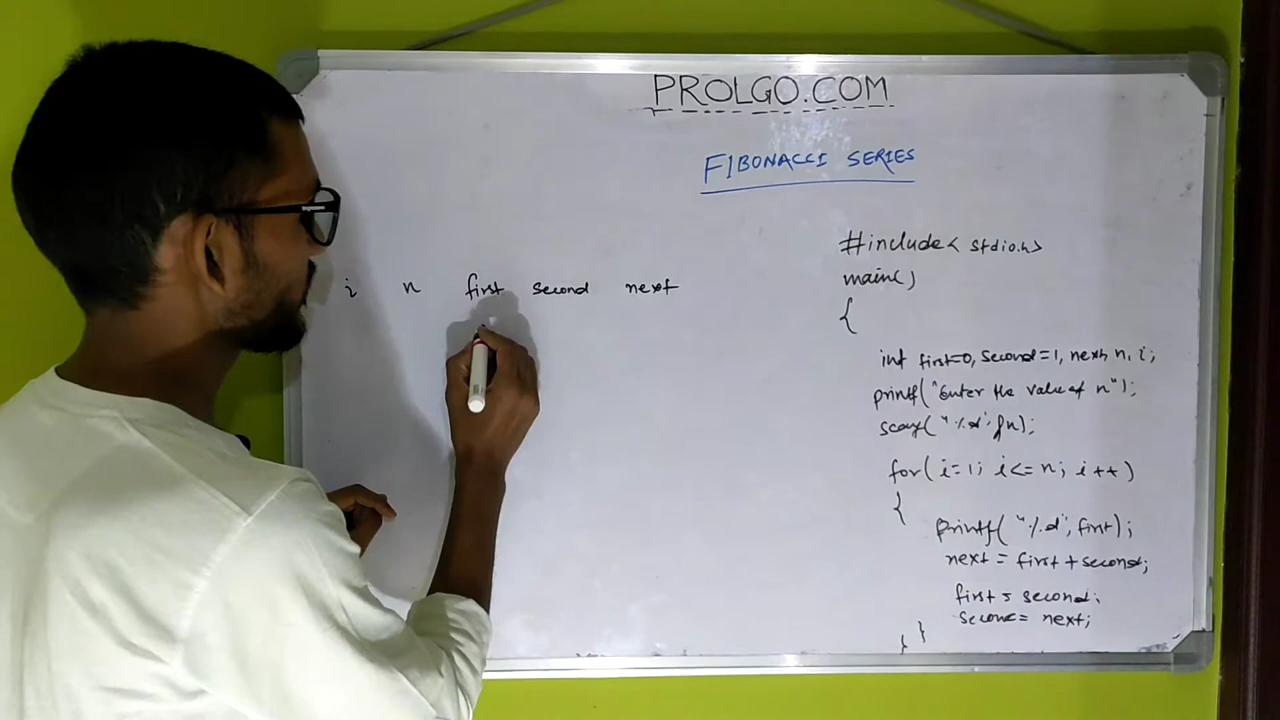 PROLGO.COM
FIBONACCI SERIES
i n first second next
#include< stdio.h>
main()
{
int first=0, second=1, next, n, i;
printf("Enter the value of n");
scanf("%d",&n);
for(i=1; i<=n; i++)
{
printf("%d",first);
next = first + second;
first = second;
second = next;
} }